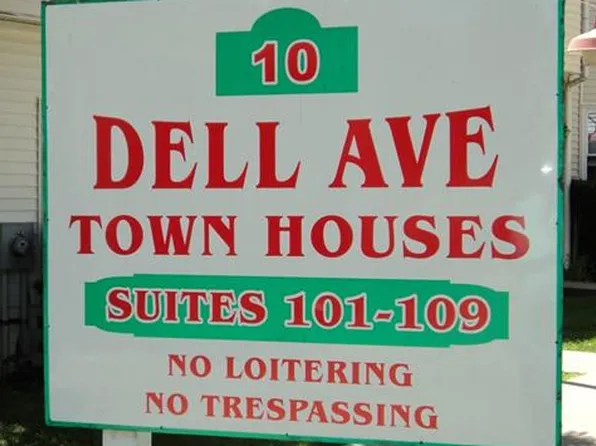 10
DELL AVE
TOWN HOUSES
SUITES 101-109
NO LOITERING
NO TRESPASSING